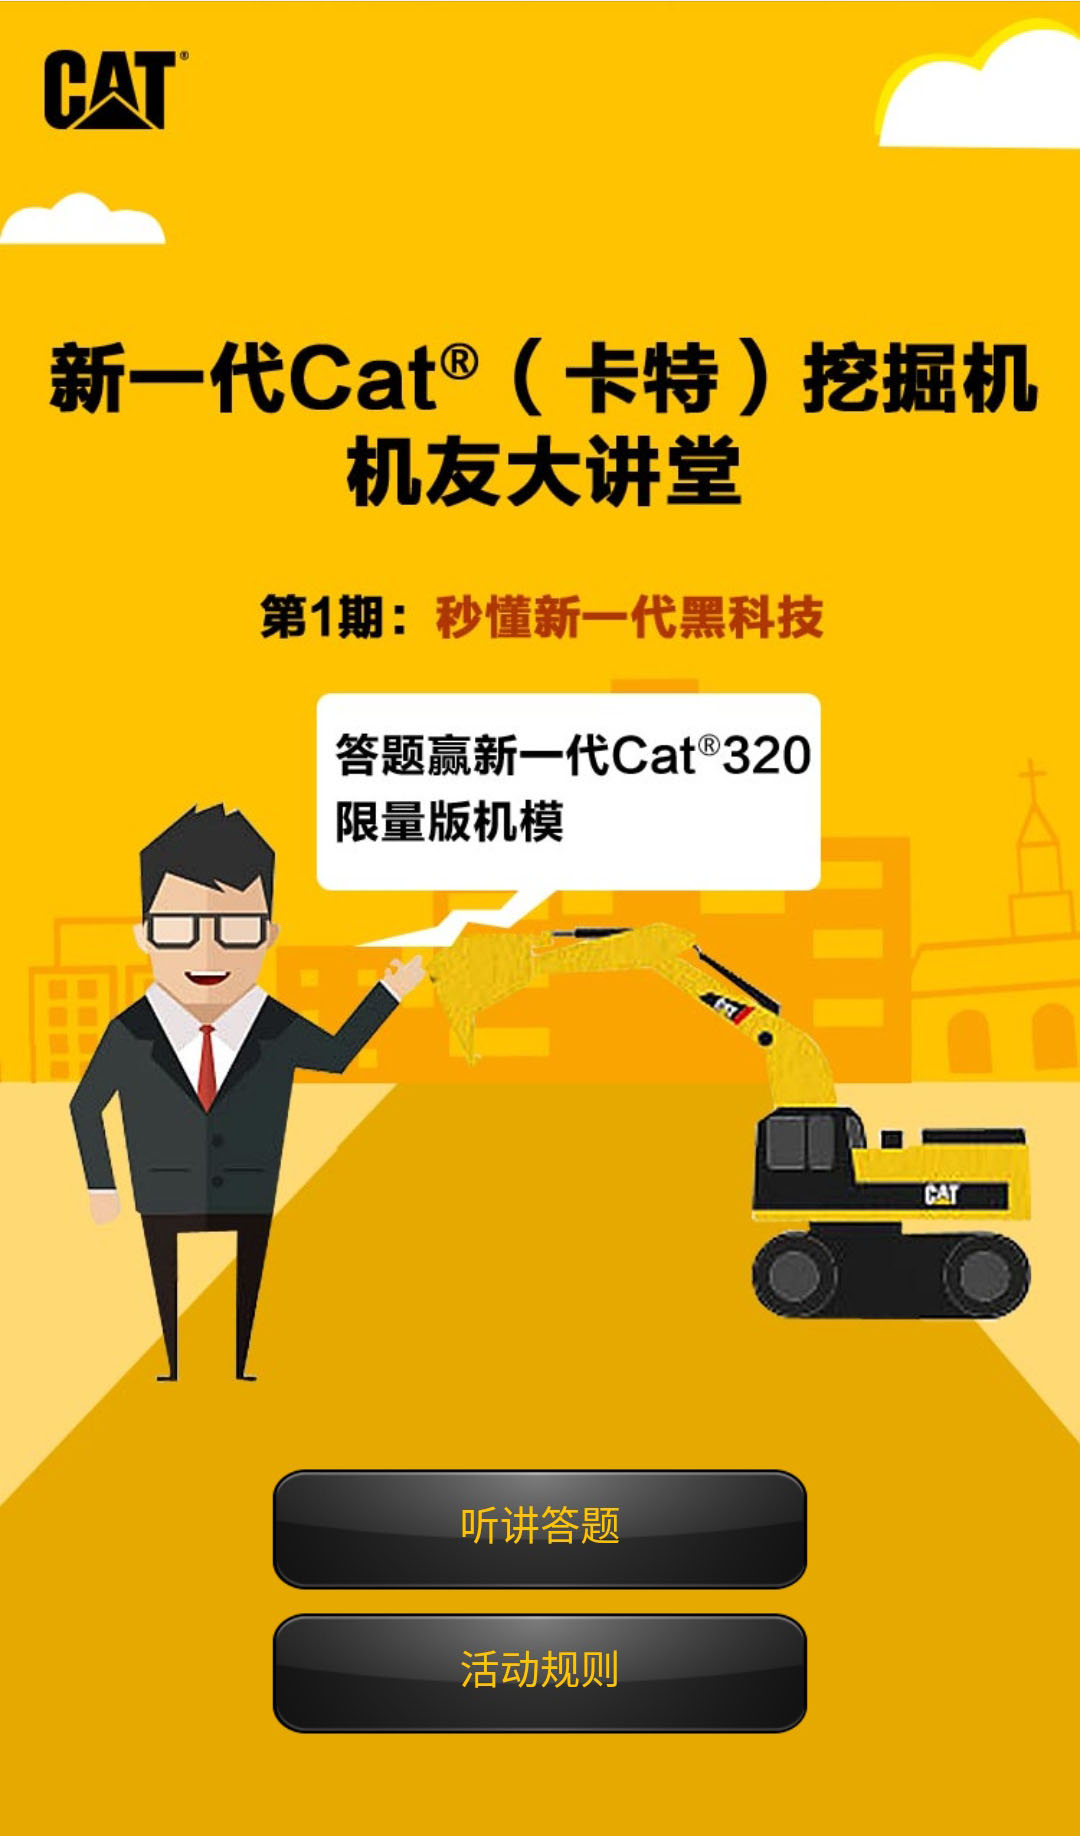 CAT®
新一代Cat®（卡特）挖掘机
机友大讲堂
第1期：秒懂新一代黑科技
答题赢新一代Cat®320
限量版机模
CAT
CAT
听讲答题
活动规则